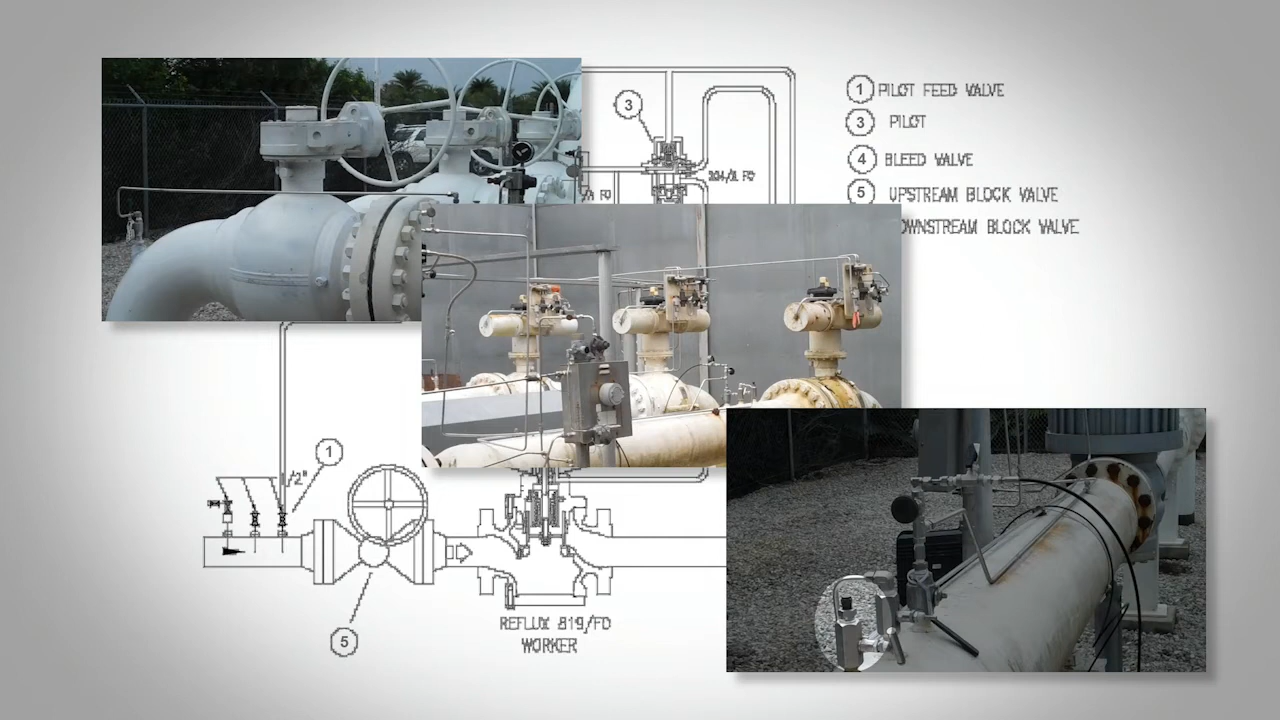 3
1 PILOT FEED VALVE
3 PILOT
4 BLEED VALVE
5 UPSTREAM BLOCK VALVE
OWNSTREAM BLOCK VALVE
1
/2"
5
REFLUX 819/FO
WORKER